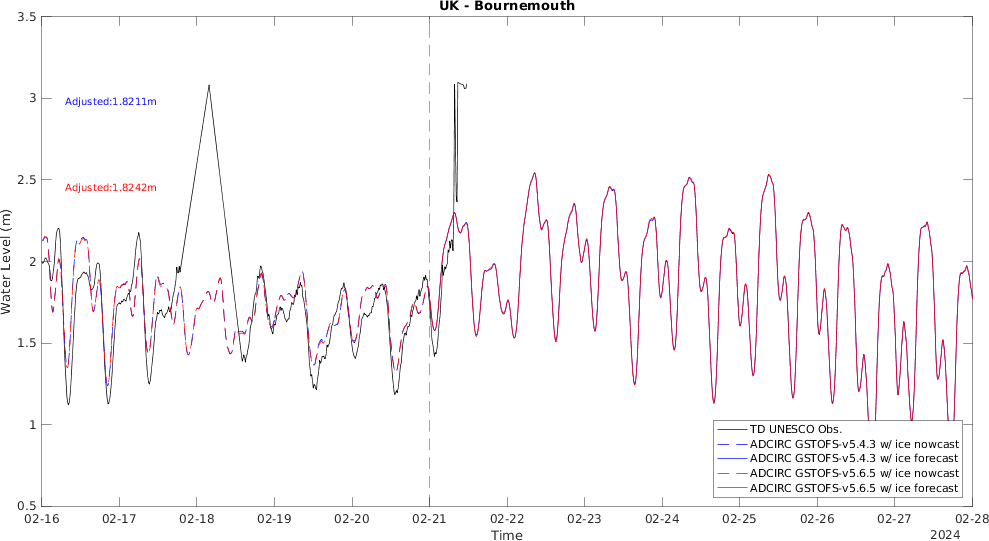 UK - Bournemouth
3.5
3
2.5
2
1.5
1
0.5
Water Level (m)
Adjusted:1.8211m
Adjusted:1.8242m
TD UNESCO Obs.
ADCIRC GSTOFS-v5.4.3 w/ ice nowcast
ADCIRC GSTOFS-v5.4.3 w/ ice forecast
ADCIRC GSTOFS-v5.6.5 w/ ice nowcast
ADCIRC GSTOFS-v5.6.5 w/ ice forecast
02-16 02-17 02-18 02-19 02-20 02-21 02-22 02-23 02-24 02-25 02-26 02-27 02-28
Time
2024